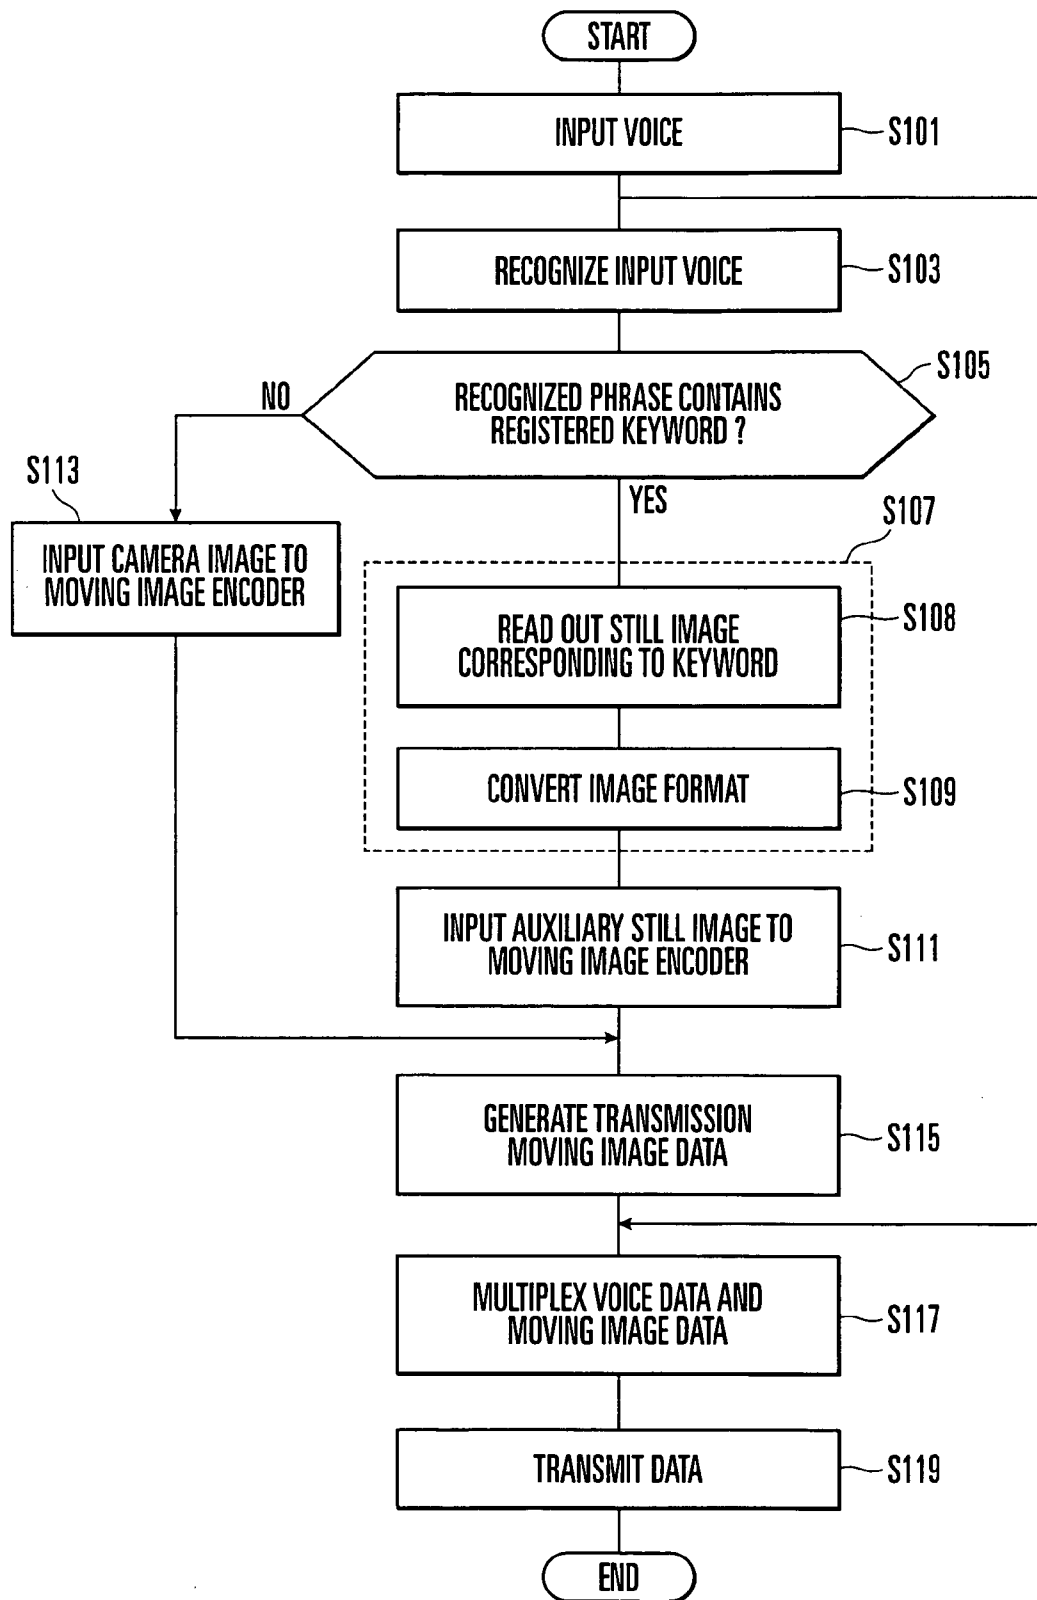 START
INPUT VOICE
S101
RECOGNIZE INPUT VOICE
S103
S105
NO
RECOGNIZED PHRASE CONTAINS
REGISTERED KEYWORD ?
S113
YES
S107
INPUT CAMERA IMAGE TO
MOVING IMAGE ENCODER
READ OUT STILL IMAGE
CORRESPONDING TO KEYWORD
S108
CONVERT IMAGE FORMAT
S109
INPUT AUXILIARY STILL IMAGE TO
MOVING IMAGE ENCODER
S111
GENERATE TRANSMISSION
MOVING IMAGE DATA
S115
MULTIPLEX VOICE DATA AND
MOVING IMAGE DATA
S117
TRANSMIT DATA
S119
END